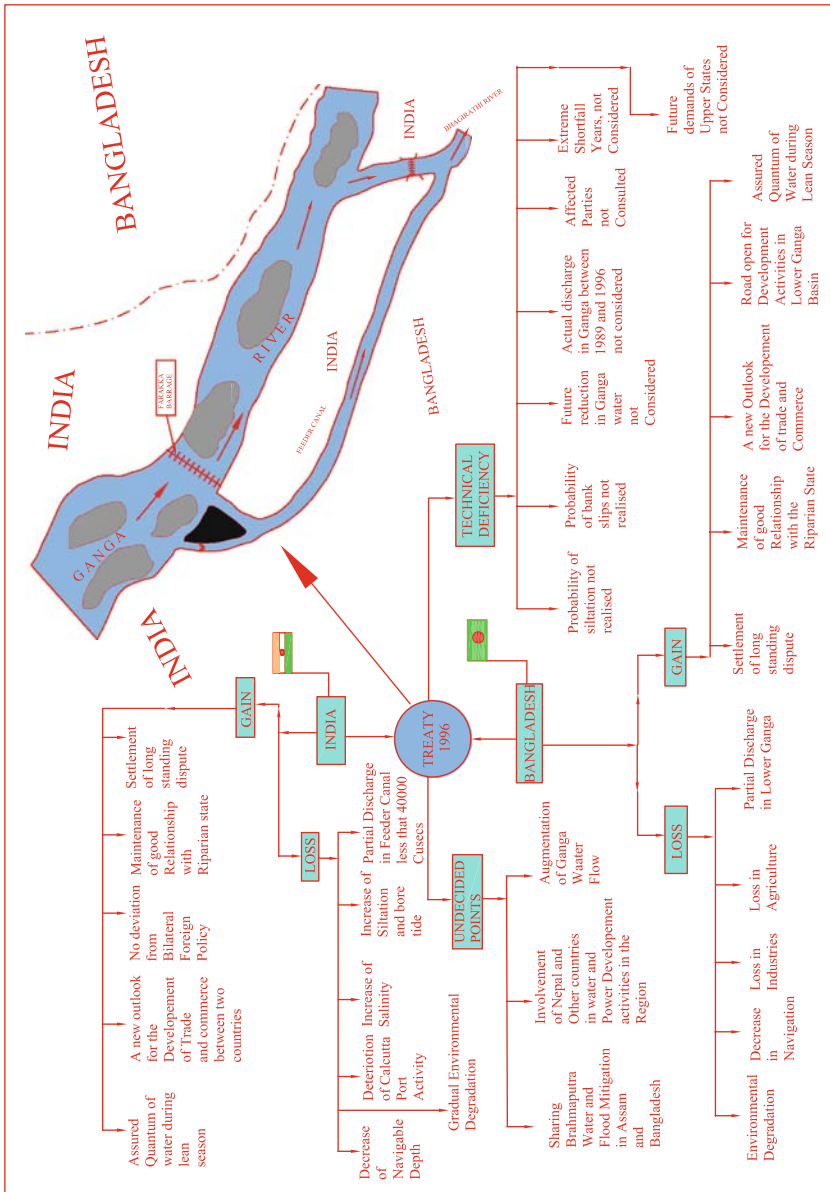 INDIA
INDIA
BANGLADESH
GANGA
RIVER
FARAKKA
BARRAGE
FEEDER CANAL
INDIA
INDIA
BANGLADESH
BHAGIRATHI RIVER
TREATY
1996
INDIA
GAIN
Assured
Quantum of
water during
lean
season
A new outlook
for the
Developement
of Trade
and commerce
between two
countries
No deviation
from
Bilateral
Foreign
Policy
Maintenance
of good
Relationship
with
Riparian state
Settlement
of long
standing
dispute
LOSS
Decrease
of
Navigable
Depth
Deteriotion
of Calcutta
Port
Activity
Gradual Environmental
Degradation
Increase of
Salinity
Increase of
Siltation
and bore
tide
Partial Discharge
in Feeder Canal
less that 40000
Cusecs
UNDECIDED
POINTS
Sharing
Brahmaputra
Water and
Flood Mitigation
in Assam
and
Bangladesh
Involvement
of Nepal and
Other countries
in water and
Power Developement
activities in the
Region
Augmentation
of Ganga
Waater
Flow
TECHNICAL
DEFICIENCY
Probability of
siltation not
realised
Probability
of bank
slips not
realised
Future
reduction
in Ganga
water
not
Considered
Actual discharge
in Ganga between
1989 and 1996
not considered
Affected
Parties
not
Consulted
Extreme
Shortfall
Years, not
Considered
Future
demands of
Upper States
not Considered
BANGLADESH
LOSS
Environmental
Degradation
Decrease
in
Navigation
Loss in
Industries
Loss in
Agriculture
Partial Discharge
in Lower Ganga
GAIN
Settlement
of long
standing
dispute
Maintenance
of good
Relationship
with the
Riparian State
A new Outlook
for the Developement
of trade and
Commerce
Road open for
Development
Activities in
Lower Ganga
Basin
Assured
Quantum of
Water during
Lean Season